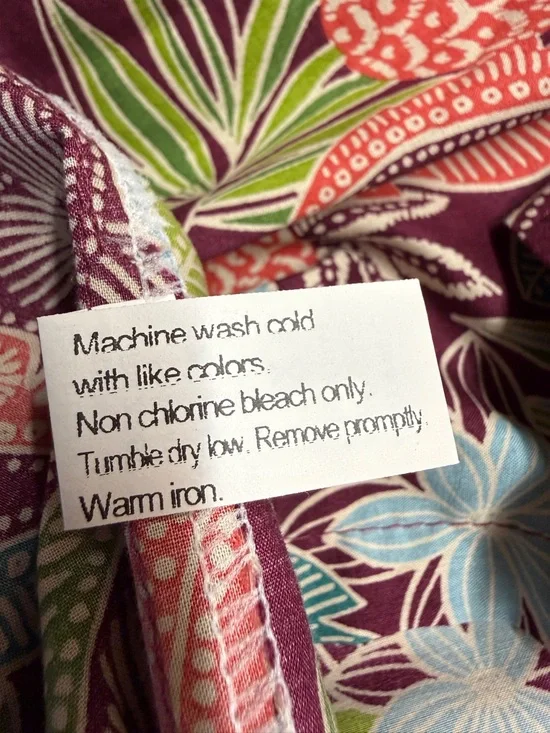 Machine wash cold
with like colors.
Non chlorine bleach only.
Tumble dry low. Remove promptly.
Warm iron.